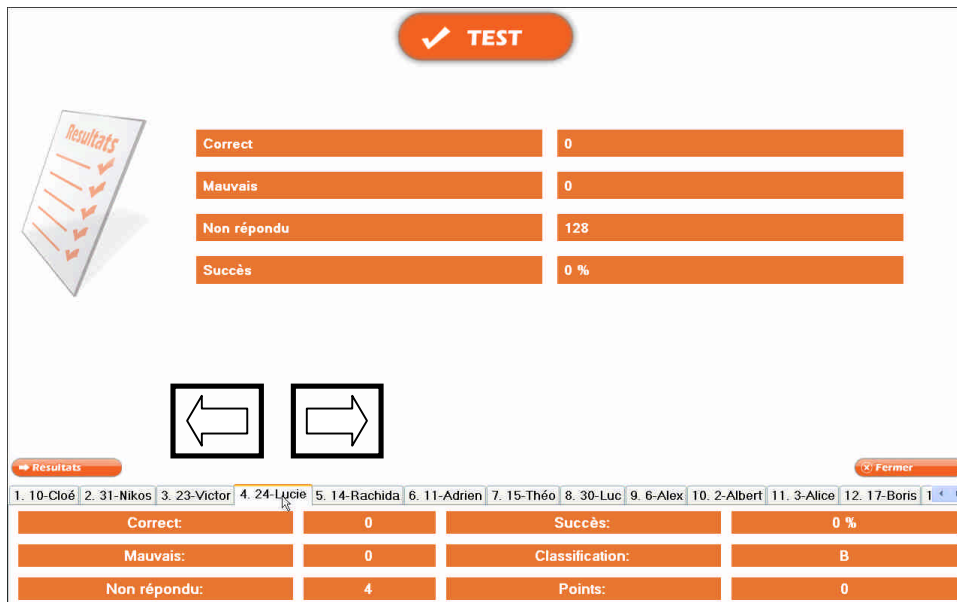 TEST
Resultats
Correct 0
Mauvais 0
Non répondu 128
Succès 0 %
Résultats Fermer
1. 10-Cloé 2. 31-Nikos 3. 23-Victor 4. 24-Lucie 5. 14-Rachida 6. 11-Adrien 7. 15-Théo 8. 30-Luc 9. 6-Alex 10. 2-Albert 11. 3-Alice 12. 17-Boris 1
Correct: 0 Succès: 0 %
Mauvais: 0 Classification: B
Non répondu: 4 Points: 0